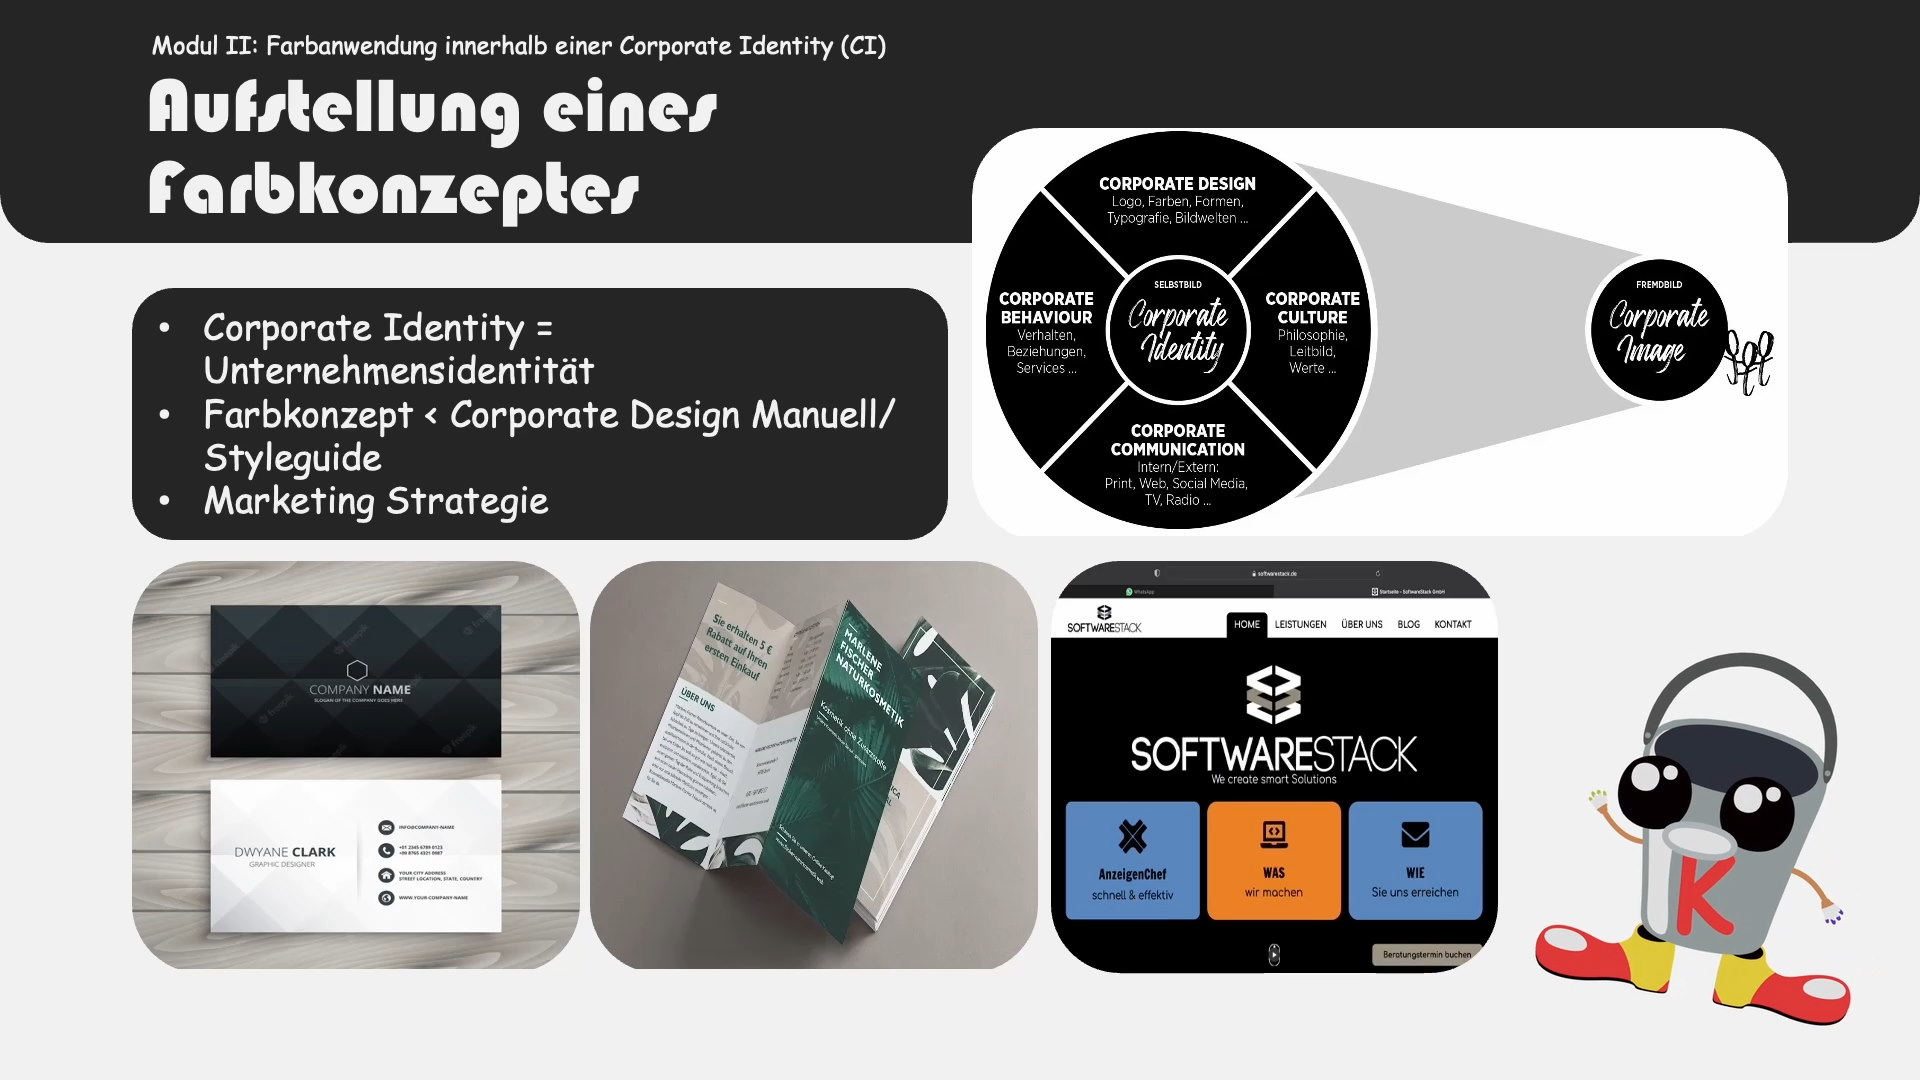 Modul II: Farbanwendung innerhalb einer Corporate Identity (CI)
Aufstellung eines
Farbkonzeptes
• Corporate Identity =
Unternehmensidentität
• Farbkonzept < Corporate Design Manuell/
Styleguide
• Marketing Strategie
CORPORATE DESIGN
Logo, Farben, Formen,
Typografie, Bildwelten ...
CORPORATE
BEHAVIOUR
Verhalten,
Beziehungen,
Services ...
SELBSTBILD
Corporate
Identity
CORPORATE
CULTURE
Philosophie,
Leitbild,
Werte ...
CORPORATE
COMMUNICATION
Intern/Extern:
Print, Web, Social Media,
TV, Radio ...
FREMDBILD
Corporate
Image
COMPANY NAME
SLOGAN OF THE COMPANY GOES HERE
DWYANE CLARK
GRAPHIC DESIGNER
INFO@COMPANY-NAME
+01 2345 6789 0123
+99 8765 4321 0987
YOUR CITY ADDRESS
STREET LOCATION, STATE, COUNTRY
WWW.YOUR-COMPANY-NAME
Sie erhalten 5 €
Rabatt auf Ihren
ersten Einkauf
ÜBER UNS
MARLENE
FISCHER
NATURKOSMETIK
Kosmetik ohne Zusatzstoffe
softwarestack.de
WhatsApp
Startseite - SoftwareStack GmbH
SOFTWARESTACK
HOME
LEISTUNGEN
ÜBER UNS
BLOG
KONTAKT
SOFTWARESTACK
We create smart Solutions
AnzeigenChef
schnell & effektiv
WAS
wir machen
WIE
Sie uns erreichen
Beratungstermin buchen
K